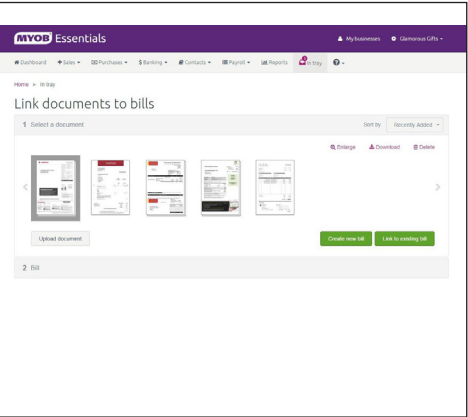 MYOB Essentials
My businesses
Glamorous Gifts
Dashboard
Sales
Purchases
$ Banking
Contacts
Payroll
Reports
In tray
?
Home » In tray
Link documents to bills
1 Select a document
Sort by
Recently Added
Enlarge
Download
Delete
Upload document
Create new bill
Link to existing bill
2 Bill